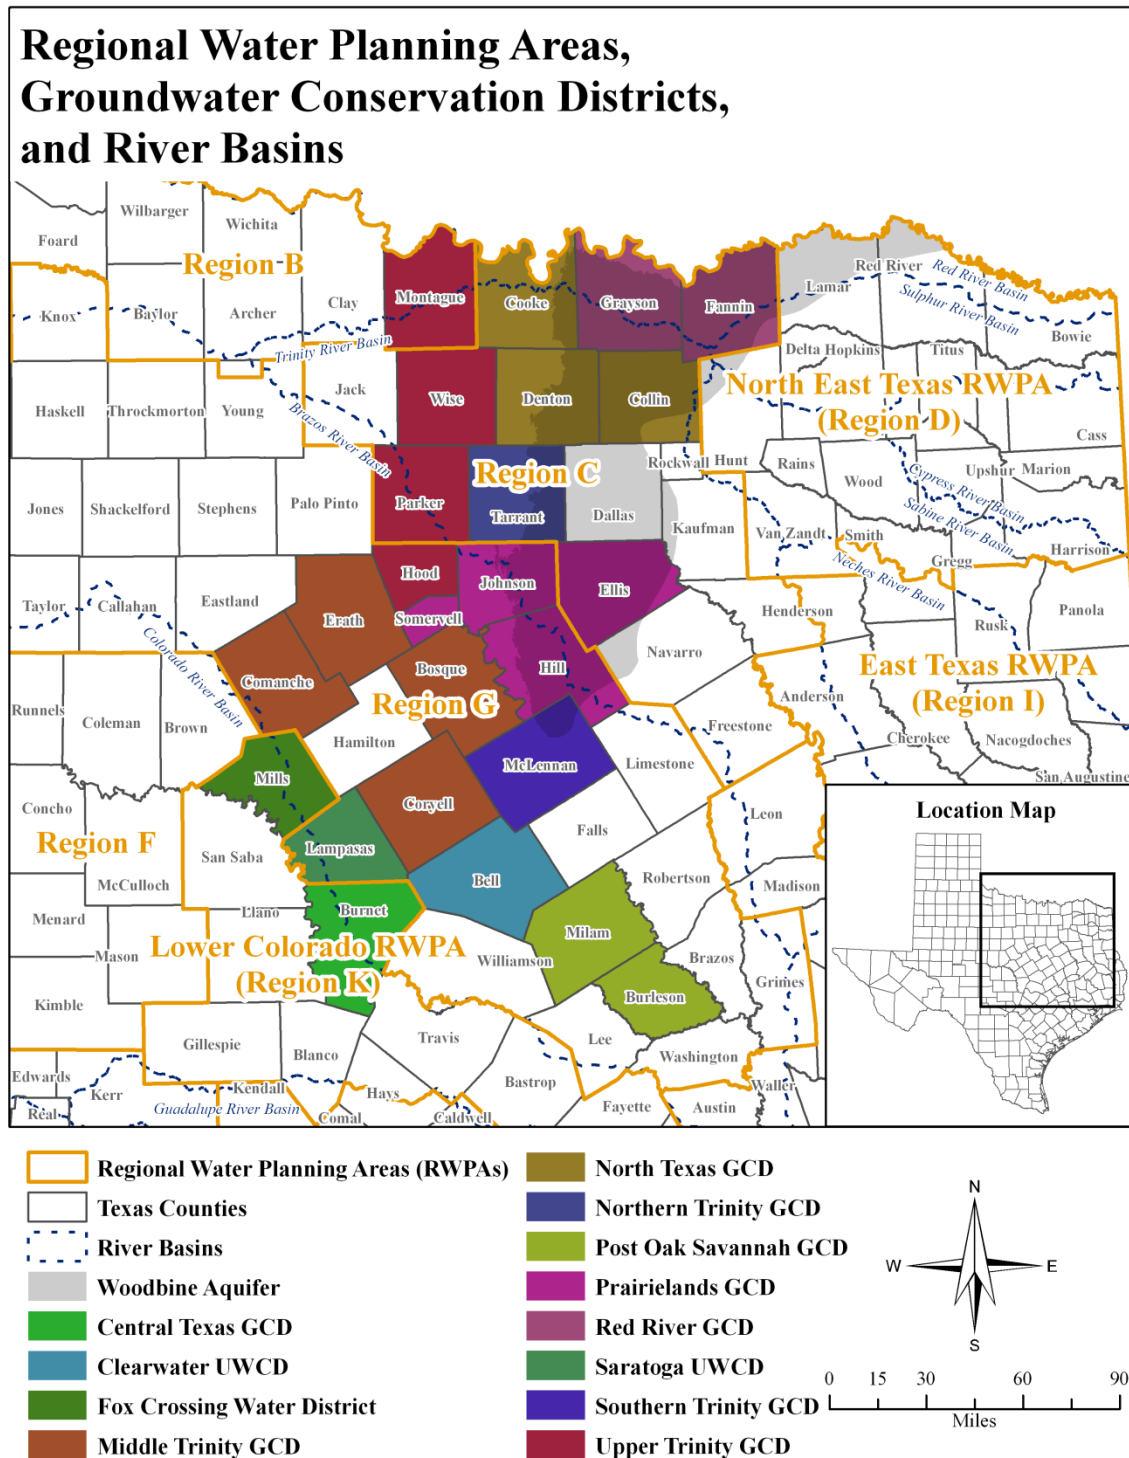 Regional Water Planning Areas,
Groundwater Conservation Districts,
and River Basins
Wilbarger
Wichita
Foard
Region B
Red River
Red River Basin
Lamar
Sulphur River Basin
Montague
Cooke
Grayson
Fannin
Knox
Baylor
Archer
Clay
Bowie
Trinity River Basin
Delta
Hopkins
Titus
Haskell
Throckmorton
Young
Jack
Wise
Denton
Collin
North East Texas RWPA
(Region D)
Brazos River Basin
Cass
Region C
Rockwall
Hunt
Rains
Wood
Upshur
Marion
Cypress River Basin
Jones
Shackelford
Stephens
Palo Pinto
Parker
Tarrant
Dallas
Kaufman
Van Zandt
Smith
Sabine River Basin
Harrison
Gregg
Neches River Basin
Taylor
Callahan
Eastland
Erath
Hood
Johnson
Ellis
Somervell
Henderson
Rusk
Panola
Colorado River Basin
Navarro
Comanche
Bosque
Hill
East Texas RWPA
(Region I)
Anderson
Runnels
Coleman
Brown
Region G
Hamilton
Freestone
Cherokee
Nacogdoches
Mills
McLennan
Limestone
San Augustine
Concho
Coryell
Falls
Leon
Location Map
Region F
San Saba
Lampasas
McCulloch
Bell
Robertson
Madison
Menard
Llano
Burnet
Milam
Mason
Lower Colorado RWPA
(Region K)
Williamson
Brazos
Grimes
Kimble
Burleson
Gillespie
Blanco
Travis
Lee
Washington
Edwards
Kerr
Kendall
Hays
Bastrop
Waller
Real
Guadalupe River Basin
Comal
Caldwell
Fayette
Austin
Regional Water Planning Areas (RWPAs)
Texas Counties
River Basins
Woodbine Aquifer
Central Texas GCD
Clearwater UWCD
Fox Crossing Water District
Middle Trinity GCD
North Texas GCD
Northern Trinity GCD
Post Oak Savannah GCD
Prairielands GCD
Red River GCD
Saratoga UWCD
Southern Trinity GCD
Upper Trinity GCD
N
W
E
S
0 15 30 60 90
Miles